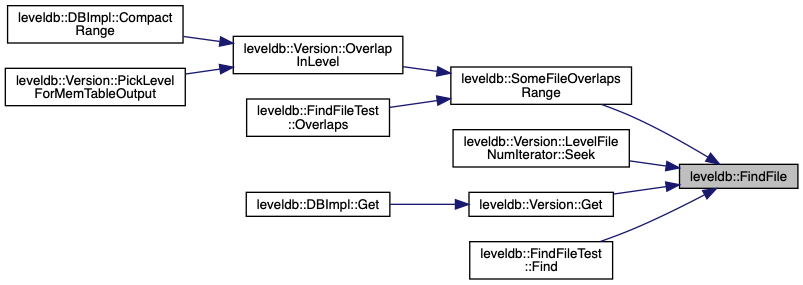 leveldb::DBImpl::Compact
Range
leveldb::Version::PickLevel
ForMemTableOutput
leveldb::Version::Overlap
InLevel
leveldb::FindFileTest
::Overlaps
leveldb::SomeFileOverlaps
Range
leveldb::Version::LevelFile
NumIterator::Seek
leveldb::DBImpl::Get
leveldb::Version::Get
leveldb::FindFileTest
::Find
leveldb::FindFile